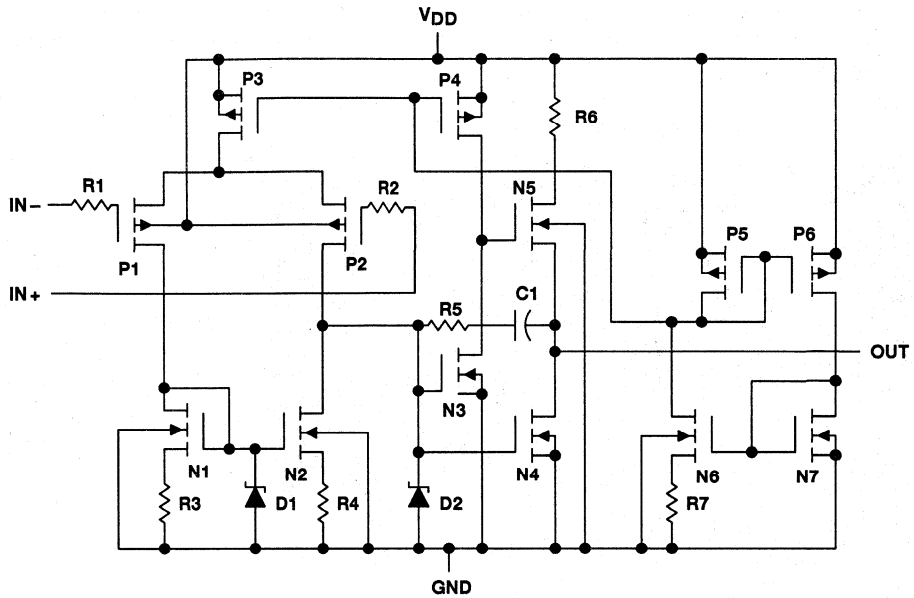 VDD
P3
P4
R6
R1
R2
N5
IN–
P5
P6
P1
P2
IN+
R5
C1
OUT
N3
N1
N2
N4
N6
N7
R3
D1
R4
D2
R7
GND